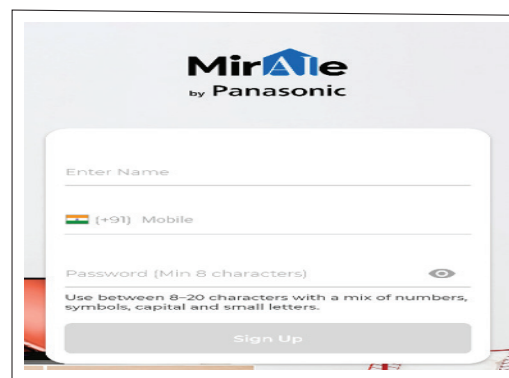 MirAIe
by Panasonic
Enter Name
(+91) Mobile
Password (Min 8 characters)
Use between 8–20 characters with a mix of numbers,
symbols, capital and small letters.
Sign Up